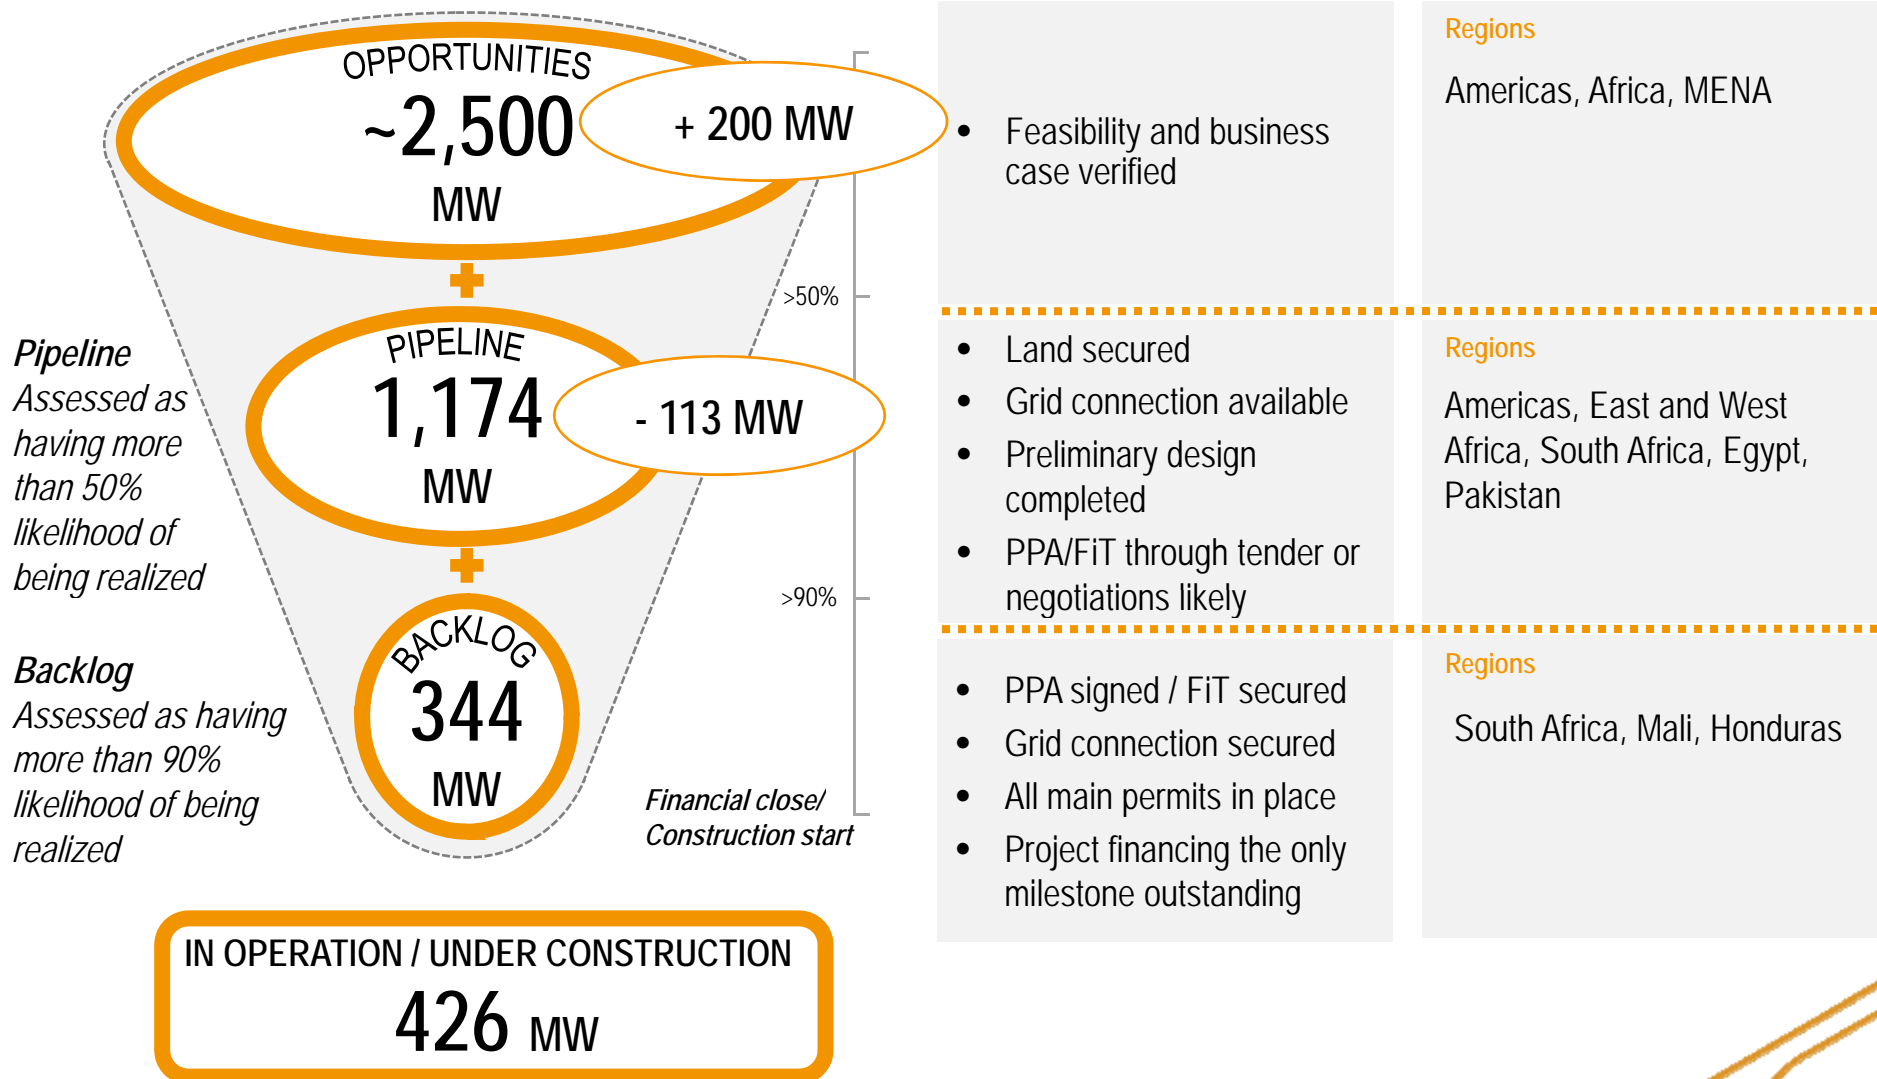 OPPORTUNITIES
~2,500
MW
+ 200 MW
>50%
PIPELINE
1,174
MW
- 113 MW
>90%
BACKLOG
344
MW
Financial close/
Construction start
Pipeline
Assessed as
having more
than 50%
likelihood of
being realized
Backlog
Assessed as having
more than 90%
likelihood of being
realized
IN OPERATION / UNDER CONSTRUCTION
426 MW
• Feasibility and business
case verified
Regions
Americas, Africa, MENA
• Land secured
• Grid connection available
• Preliminary design
completed
• PPA/FiT through tender or
negotiations likely
Regions
Americas, East and West
Africa, South Africa, Egypt,
Pakistan
• PPA signed / FiT secured
• Grid connection secured
• All main permits in place
• Project financing the only
milestone outstanding
Regions
South Africa, Mali, Honduras